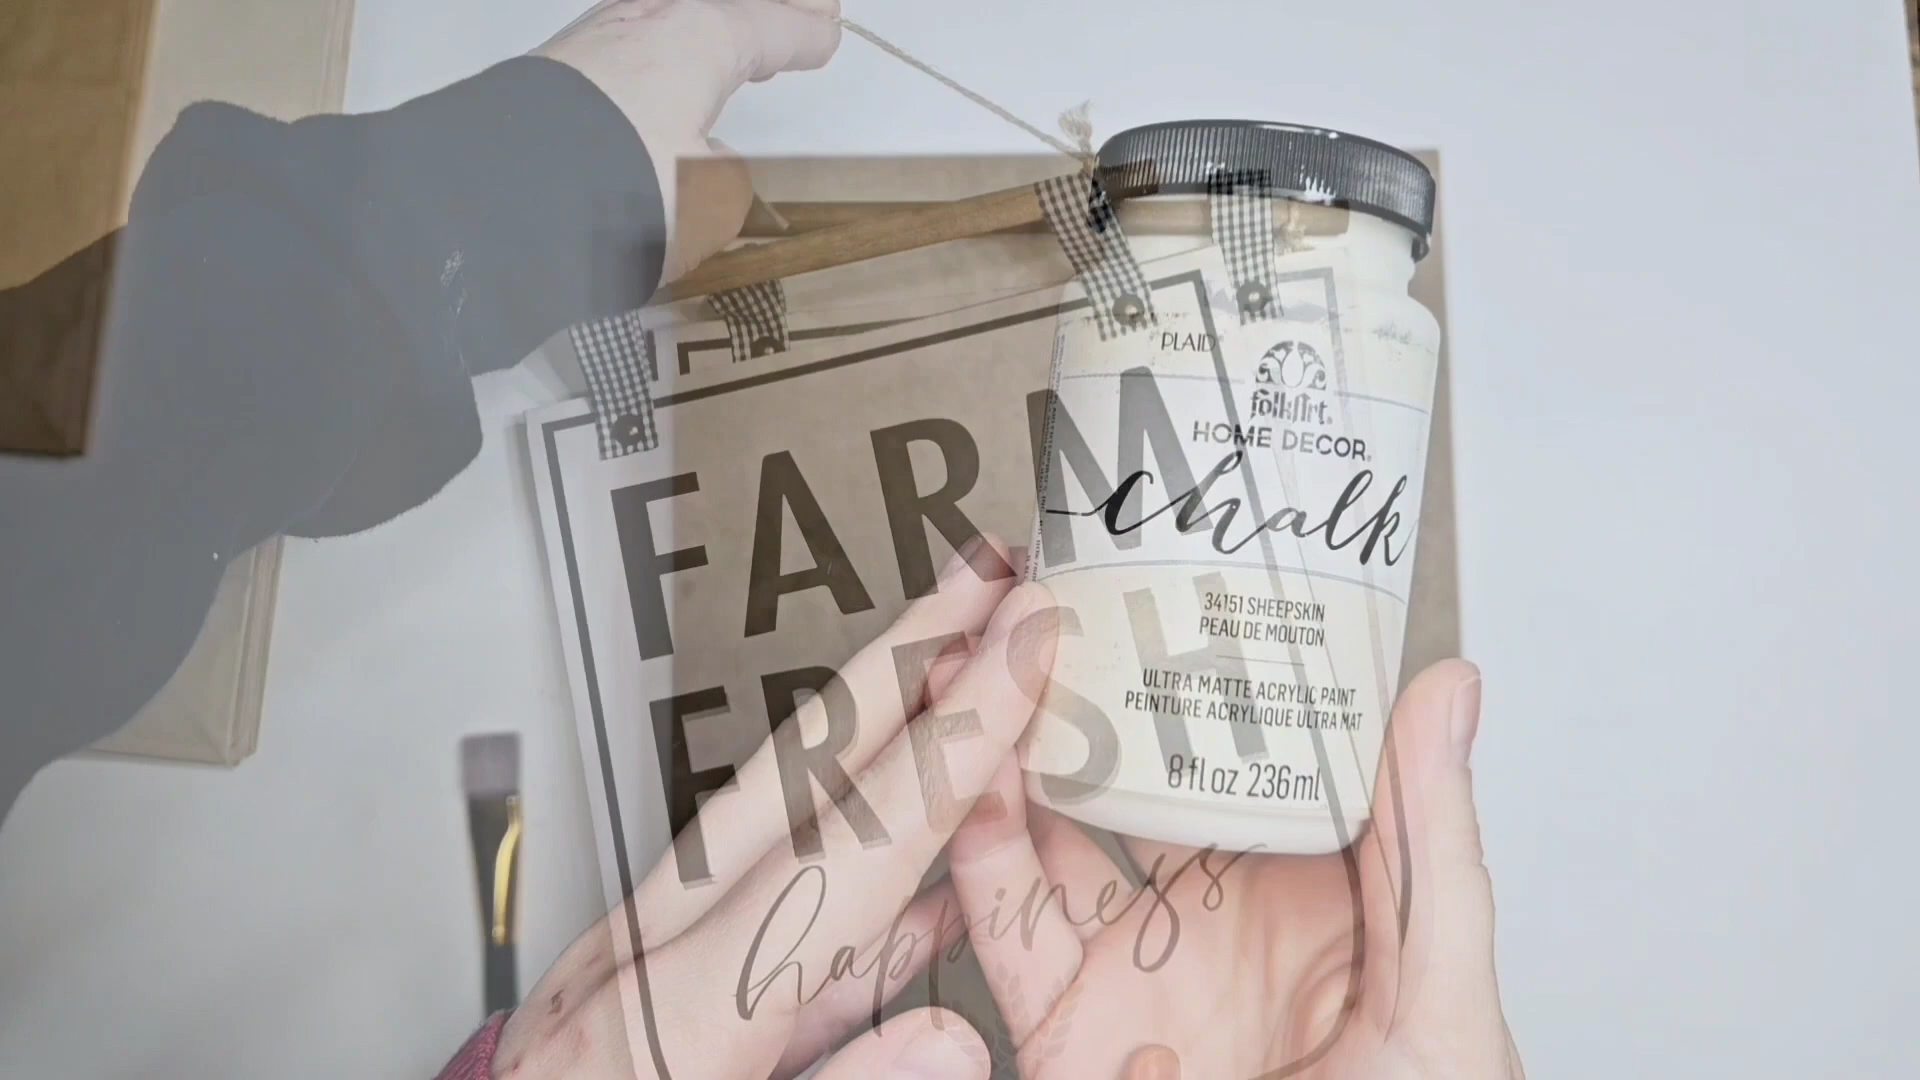 FARM
FRESH
happiness
PLAID
folkArt.
HOME DECOR.
chalk
34151 SHEEPSKIN
PEAU DE MOUTON
ULTRA MATTE ACRYLIC PAINT
PEINTURE ACRYLIQUE ULTRA MAT
8 fl oz 236 ml